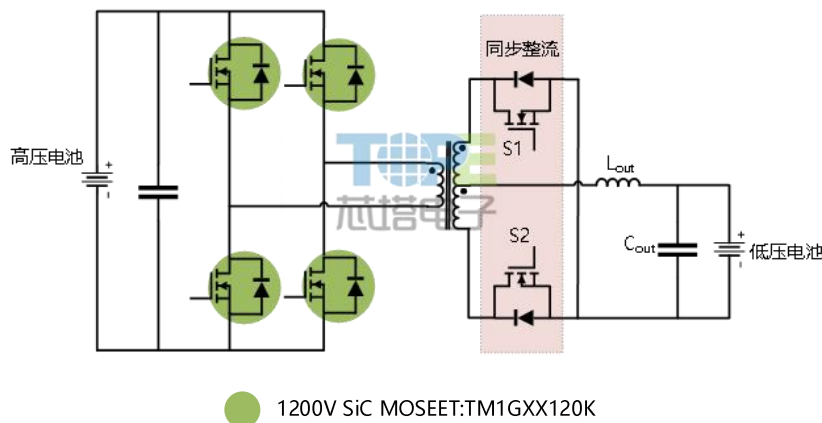 同步整流
S1
TOPE
芯塔电子
高压电池
+
-
Lout
S2
Cout
+
-
低压电池
1200V SiC MOSEET:TM1GXX120K